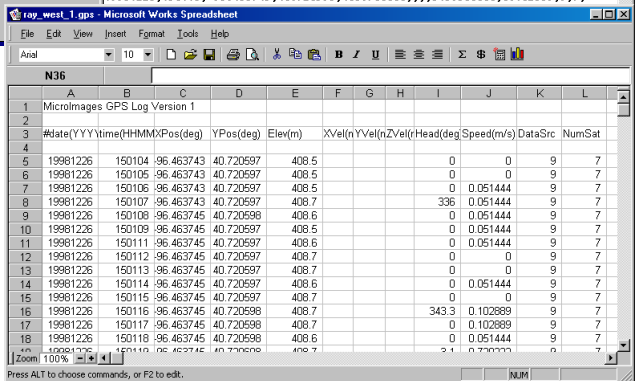 ray_west_1.gps - Microsoft Works Spreadsheet
File Edit View Insert Format Tools Help
Arial 10 B I U Σ $
N36
A B C D E F G H I J K L
1 MicroImages GPS Log Version 1
2
3 #date(YYY\time(HHMM XPos(deg) YPos(deg) Elev(m) XVel(n YVel(n ZVel(r Head(deg Speed(m/s) DataSrc NumSat
4
5 19981226 150104 -96.463743 40.720597 408.5 0 0 9 7
6 19981226 150105 -96.463743 40.720597 408.5 0 0 9 7
7 19981226 150106 -96.463743 40.720597 408.5 0 0.051444 9 7
8 19981226 150107 -96.463743 40.720597 408.7 336 0.051444 9 7
9 19981226 150108 -96.463745 40.720598 408.6 0 0.051444 9 7
10 19981226 150109 -96.463745 40.720597 408.5 0 0.051444 9 7
11 19981226 150111 -96.463745 40.720597 408.6 0 0.051444 9 7
12 19981226 150112 -96.463745 40.720597 408.7 0 0 9 7
13 19981226 150113 -96.463745 40.720597 408.7 0 0 9 7
14 19981226 150114 -96.463745 40.720597 408.6 0 0.051444 9 7
15 19981226 150115 -96.463745 40.720597 408.7 0 0 9 7
16 19981226 150116 -96.463745 40.720598 408.7 343.3 0.102889 9 7
17 19981226 150117 -96.463745 40.720598 408.7 0 0.102889 9 7
18 19981226 150118 -96.463745 40.720598 408.6 0 0.051444 9 7
Zoom 100%
Press ALT to choose commands, or F2 to edit. NUM